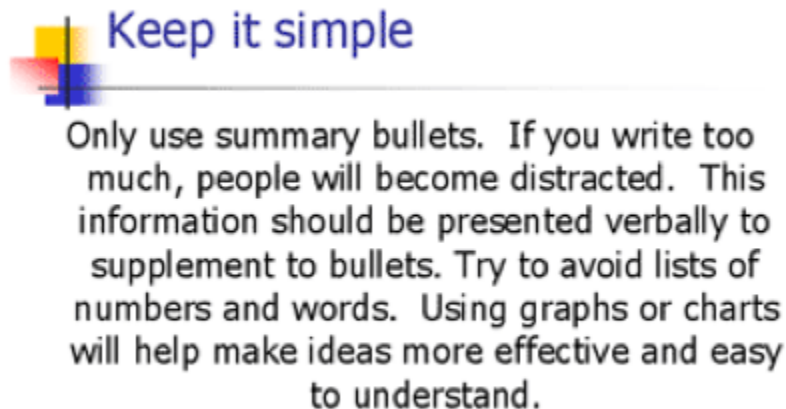 Keep it simple
Only use summary bullets.  If you write too
much, people will become distracted.  This
information should be presented verbally to
supplement to bullets. Try to avoid lists of
numbers and words.  Using graphs or charts
will help make ideas more effective and easy
to understand.